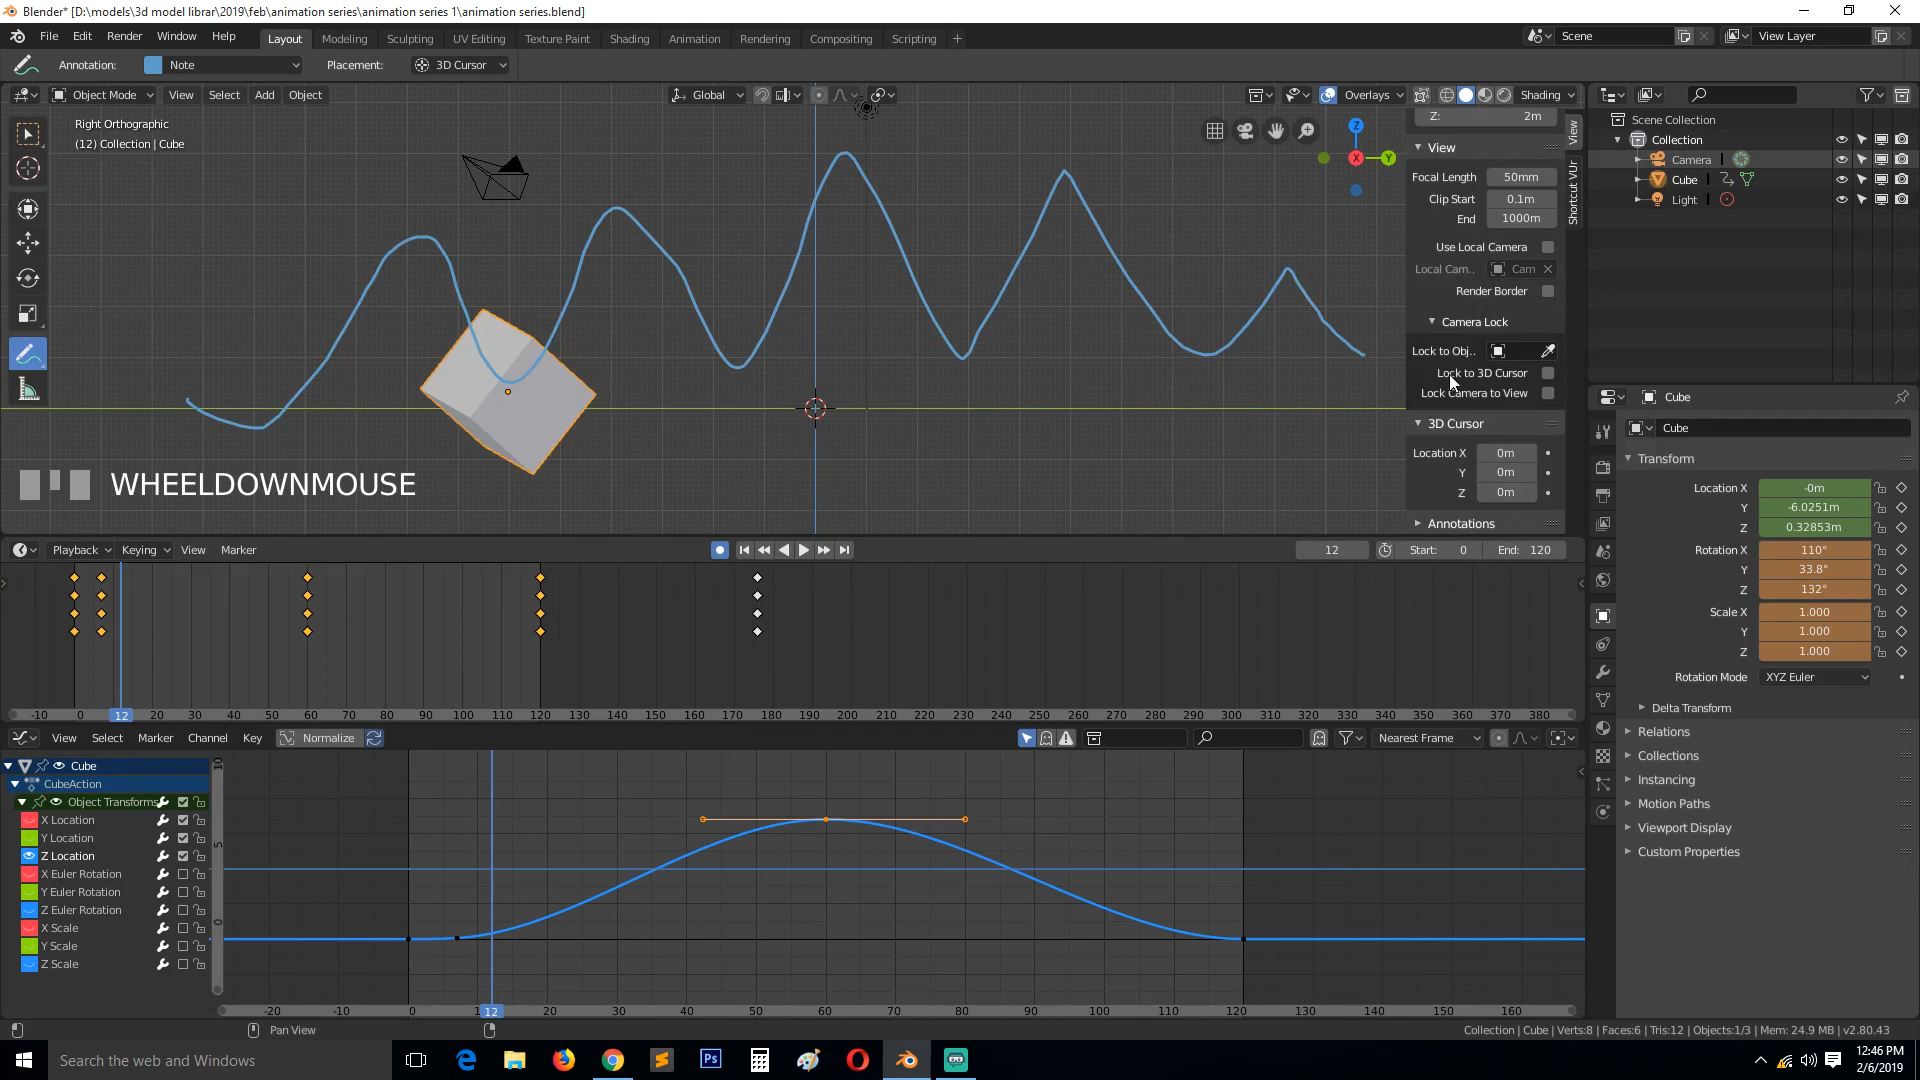 Blender* [D:\models\3d model librar\2019\feb\animation series\animation series 1\animation series.blend]
File Edit Render Window Help Layout Modeling Sculpting UV Editing Texture Paint Shading Animation Rendering Compositing Scripting Scene View Layer
Annotation: Note Placement: 3D Cursor
Object Mode View Select Add Object Global Overlays Shading
Right Orthographic
(12) Collection | Cube
Z X Y
Z: 2m
View
Focal Length 50mm
Clip Start 0.1m
End 1000m
Use Local Camera
Local Cam.. Cam
Render Border
Camera Lock
Lock to Obj..
Lock to 3D Cursor
Lock Camera to View
3D Cursor
Location X 0m
Y 0m
Z 0m
Annotations
View
Shortcut VUr
WHEELDOWNMOUSE
Scene Collection
Collection
Camera
Cube
Light
Cube
Cube
Transform
Location X -0m
Y -6.0251m
Z 0.32853m
Rotation X 110°
Y 33.8°
Z 132°
Scale X 1.000
Y 1.000
Z 1.000
Rotation Mode XYZ Euler
Delta Transform
Relations
Collections
Instancing
Motion Paths
Viewport Display
Custom Properties
Playback Keying View Marker 12 Start: 0 End: 120
-10 0 12 20 30 40 50 60 70 80 90 100 110 120 130 140 150 160 170 180 190 200 210 220 230 240 250 260 270 280 290 300 310 320 330 340 350 360 370 380
View Select Marker Channel Key Normalize Nearest Frame
Cube
CubeAction
Object Transforms
X Location
Y Location
Z Location
X Euler Rotation
Y Euler Rotation
Z Euler Rotation
X Scale
Y Scale
Z Scale
10
5
0
-20 -10 0 12 20 30 40 50 60 70 80 90 100 110 120 130 140 150 160
Pan View Collection | Cube | Verts:8 | Faces:6 | Tris:12 | Objects:1/3 | Mem: 24.9 MB | v2.80.43
Search the web and Windows Ps 12:46 PM
2/6/2019